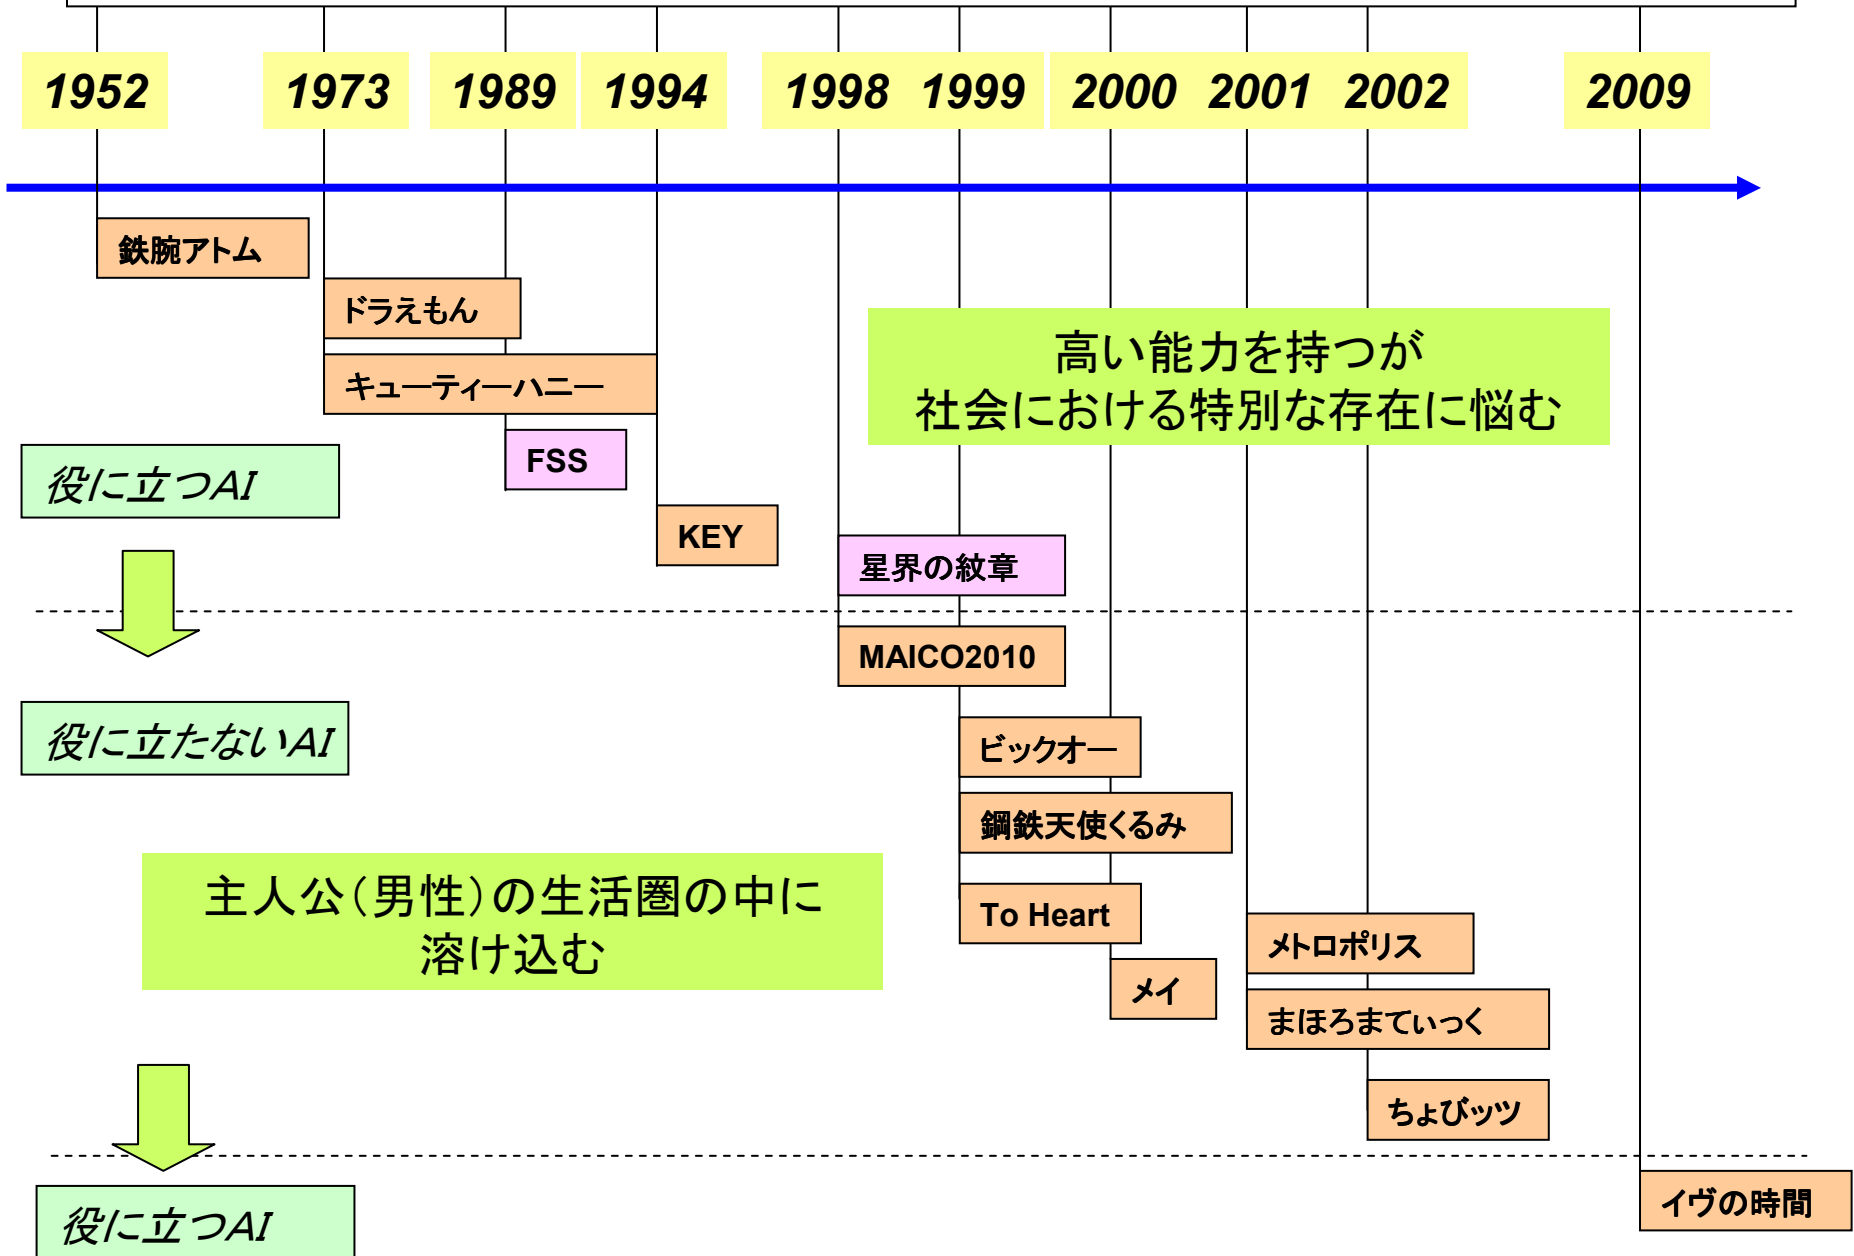 1952
1973
1989
1994
1998
1999
2000
2001
2002
2009
鉄腕アトム
ドラえもん
キューティーハニー
高い能力を持つが
社会における特別な存在に悩む
FSS
役に立つAI
KEY
星界の紋章
MAICO2010
役に立たないAI
ビックオー
鋼鉄天使くるみ
主人公(男性)の生活圏の中に
溶け込む
To Heart
メトロポリス
メイ
まほろまてぃっく
ちょびッツ
イヴの時間
役に立つAI